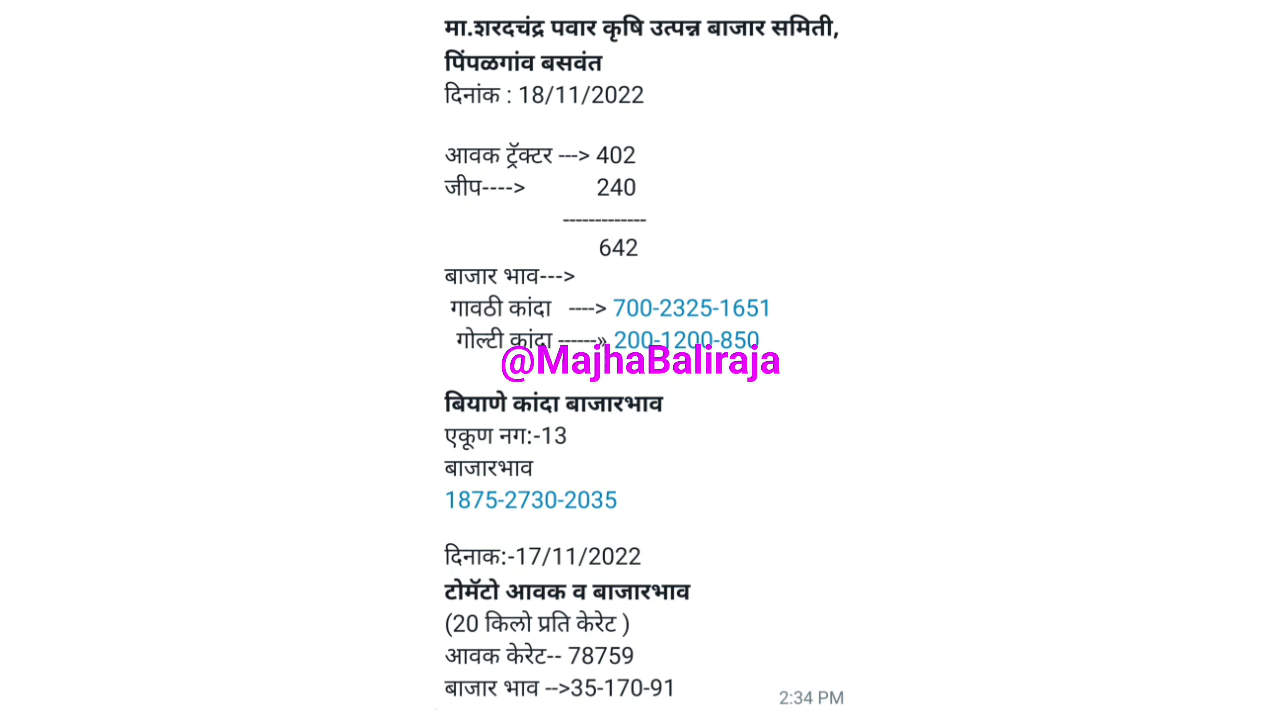 मा.शरदचंद्र पवार कृषि उत्पन्न बाजार समिती,
पिंपळगांव बसवंत
दिनांक : 18/11/2022
आवक ट्रॅक्टर ---> 402
जीप----> 240
-------------
642
बाजार भाव--->
गावठी कांदा ----> 700-2325-1651
गोल्टी कांदा ------» 200-1200-850
@MajhaBaliraja
बियाणे कांदा बाजारभाव
एकूण नग:-13
बाजारभाव
1875-2730-2035
दिनाक:-17/11/2022
टोमॅटो आवक व बाजारभाव
(20 किलो प्रति केरेट )
आवक केरेट-- 78759
बाजार भाव -->35-170-91
2:34 PM